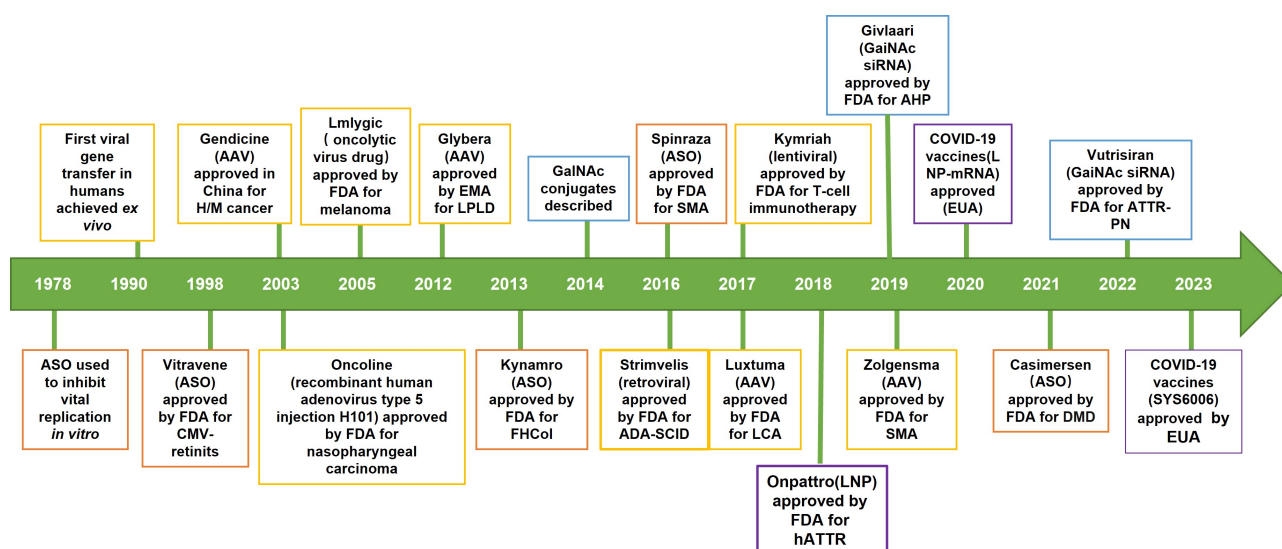 Givlaari
(GaiNAc
siRNA)
approved by
FDA for AHP
First viral
gene
transfer in
humans
achieved ex
vivo
Gendicine
(AAV)
approved in
China for
H/M cancer
Lmlygic
( oncolytic
virus drug)
approved by
FDA for
melanoma
Glybera
(AAV)
approved by
by EMA
for LPLD
GalNAc
conjugates
described
Spinraza
(ASO)
approved
by FDA
for SMA
Kymriah
(lentiviral)
approved by
FDA for T-cell
immunotherapy
COVID-19
vaccines(L
NP-mRNA)
approved
(EUA)
Vutrisiran
(GaiNAc siRNA)
approved by
FDA for ATTR-
PN
1978 1990 1998 2003 2005 2012 2013 2014 2016 2017 2018 2019 2020 2021 2022 2023
ASO used
to inhibit
vital
replication
in vitro
Vitravene
(ASO)
approved by
FDA for
CMV-
retinits
Oncoline
(recombinant human
adenovirus type 5
injection H101) approved
by FDA for
nasopharyngeal
carcinoma
Kynamro
(ASO)
approved by
FDA for
FHCol
Strimvelis
(retroviral)
approved by
FDA for
ADA-SCID
Luxtuma
(AAV)
approved
by FDA
for LCA
Onpattro(LNP)
approved by
FDA for
hATTR
Zolgensma
(AAV)
approved by
FDA for
SMA
Casimersen
(ASO)
approved by
FDA for DMD
COVID-19
vaccines
(SYS6006)
approved by
EUA